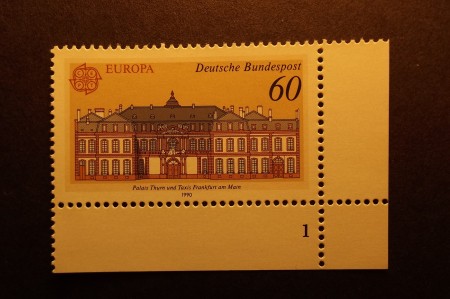 EUROPA
Deutsche Bundespost
60
Palais Thurn und Taxis Frankfurt am Main
1990
1